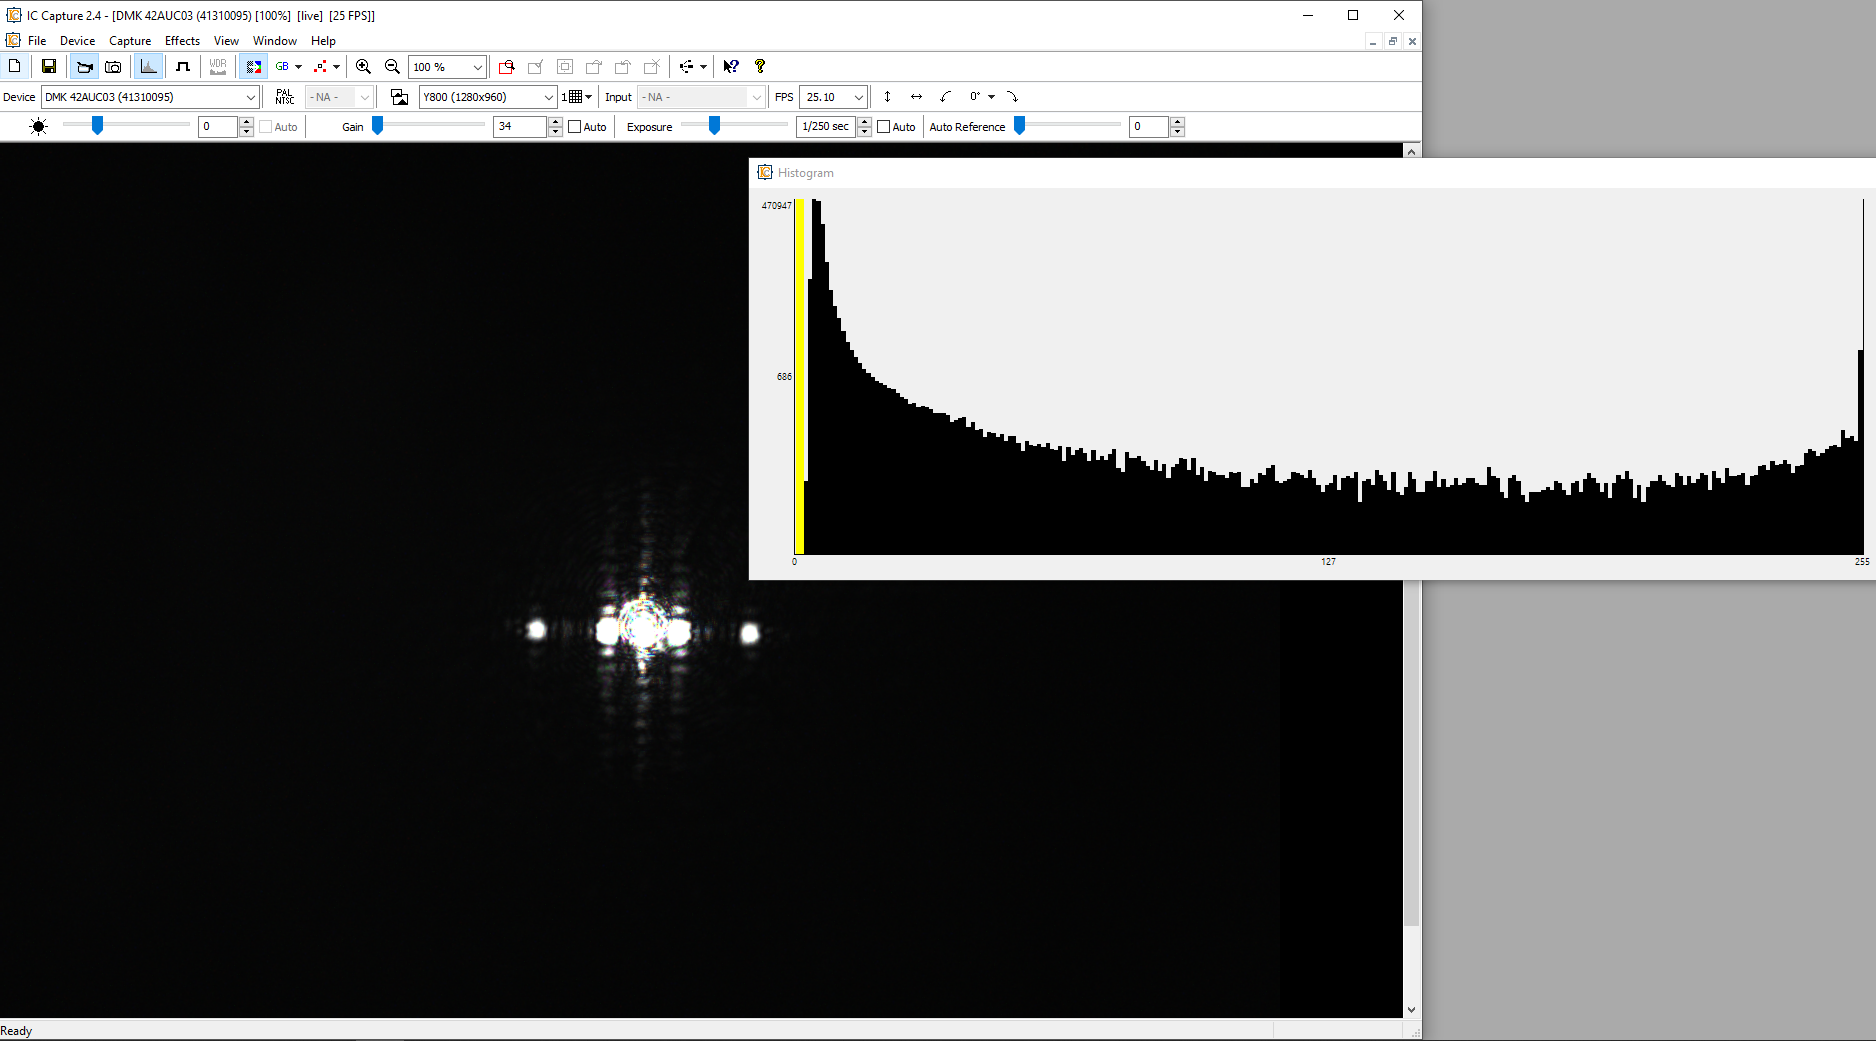 IC Capture 2.4 - [DMK 42AUC03 (41310095) [100%]  [live]  [25 FPS]]
File Device Capture Effects View Window Help
WDR GB 100 %
Device DMK 42AUC03 (41310095) PAL NTSC - NA - Y800 (1280x960) 1 Input - NA - FPS 25.10 0°
0 Auto Gain 34 Auto Exposure 1/250 sec Auto Auto Reference 0
Histogram
470947
686
0 127 255
Ready